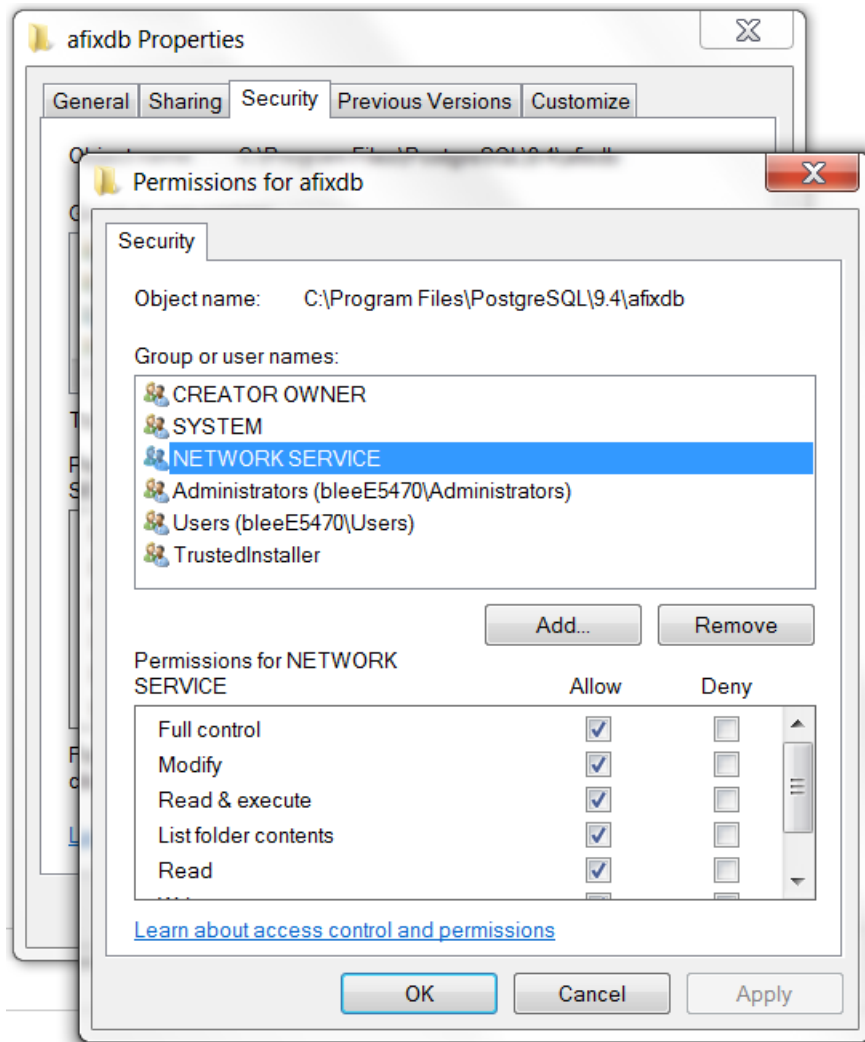 afixdb Properties
General Sharing Security Previous Versions Customize
Permissions for afixdb
Security
Object name: C:\Program Files\PostgreSQL\9.4\afixdb
Group or user names:
CREATOR OWNER
SYSTEM
NETWORK SERVICE
Administrators (bleeE5470\Administrators)
Users (bleeE5470\Users)
TrustedInstaller
Add... Remove
Permissions for NETWORK
SERVICE Allow Deny
Full control
Modify
Read & execute
List folder contents
Read
Learn about access control and permissions
OK Cancel Apply